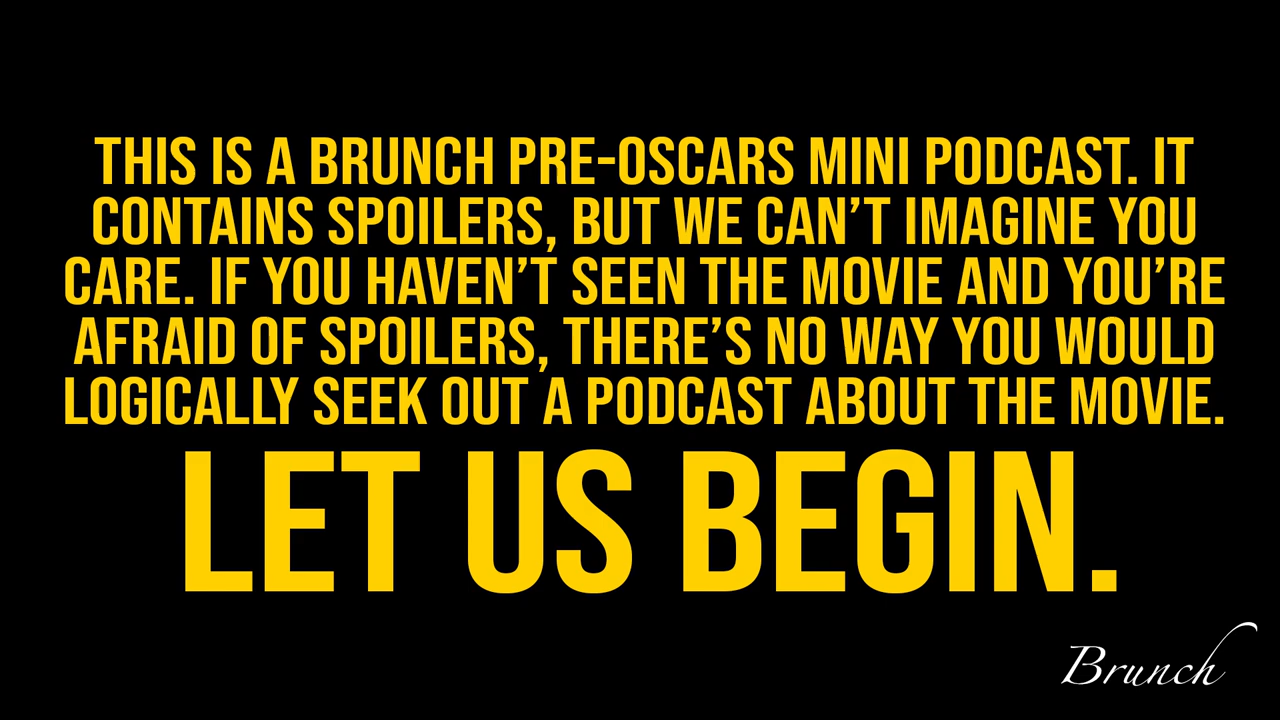 THIS IS A BRUNCH PRE-OSCARS MINI PODCAST. IT
CONTAINS SPOILERS, BUT WE CAN’T IMAGINE YOU
CARE. IF YOU HAVEN’T SEEN THE MOVIE AND YOU’RE
AFRAID OF SPOILERS, THERE’S NO WAY YOU WOULD
LOGICALLY SEEK OUT A PODCAST ABOUT THE MOVIE.
LET US BEGIN.
Brunch